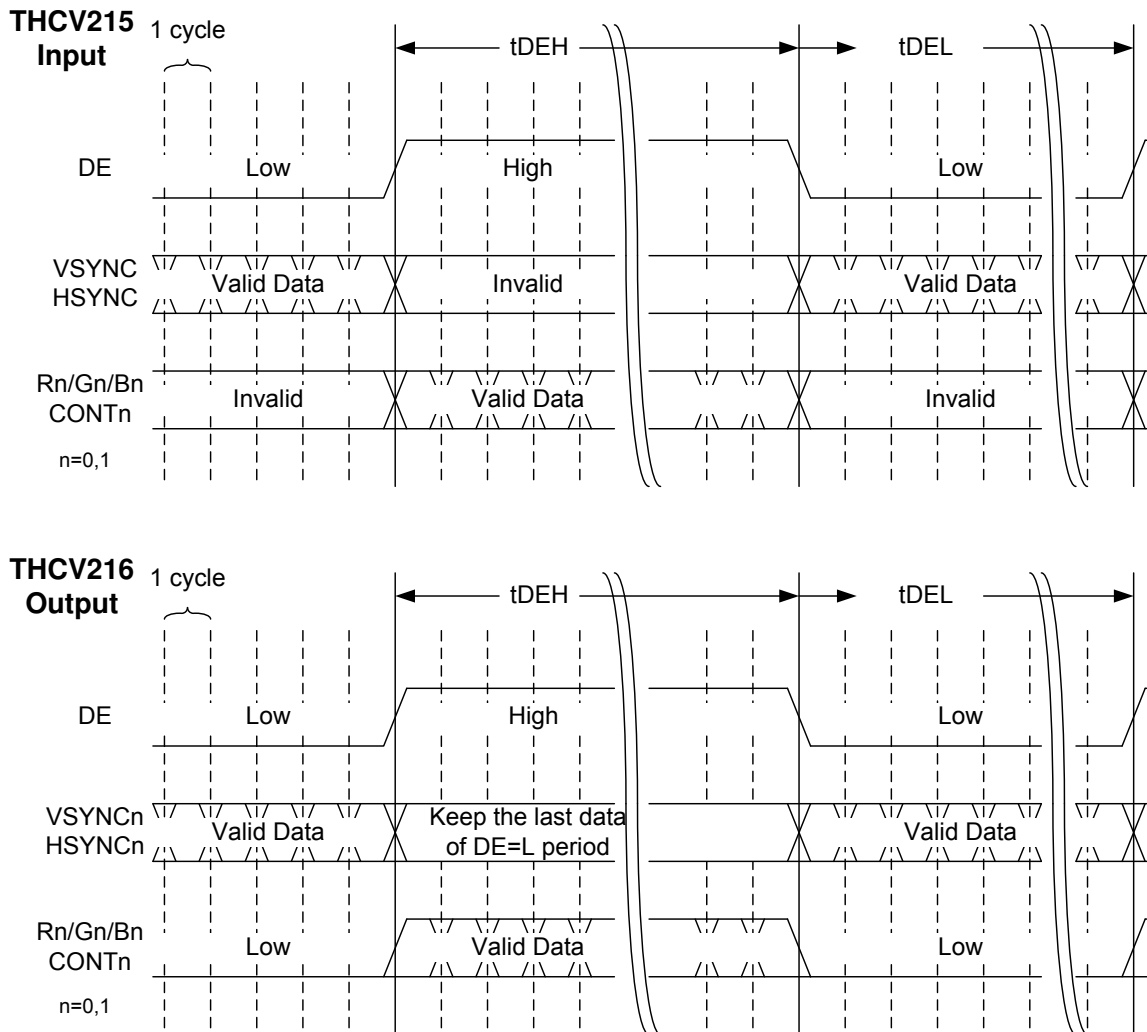 THCV215
Input
1 cycle
tDEH
tDEL
DE
Low
High
Low
VSYNC
HSYNC
Valid Data
Invalid
Valid Data
Rn/Gn/Bn
CONTn
Invalid
Valid Data
Invalid
n=0,1
THCV216
Output
1 cycle
tDEH
tDEL
DE
Low
High
Low
VSYNCn
HSYNCn
Valid Data
Keep the last data
of DE=L period
Valid Data
Rn/Gn/Bn
CONTn
Low
Valid Data
Low
n=0,1